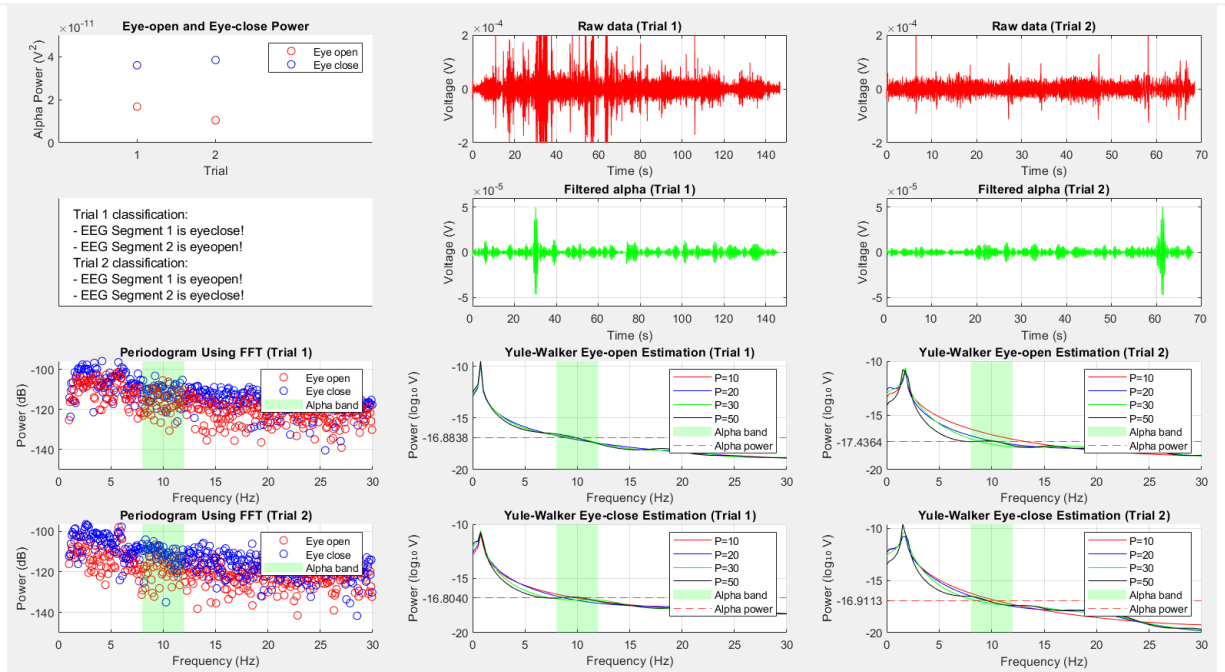 Eye-open and Eye-close Power
×10⁻¹¹
4
2
0
Alpha Power (V²)
1
2
Trial
Eye open
Eye close
Raw data (Trial 1)
×10⁻⁴
2
0
-2
Voltage (V)
0
20
40
60
80
100
120
140
Time (s)
Raw data (Trial 2)
×10⁻⁴
2
0
-2
Voltage (V)
0
10
20
30
40
50
60
70
Time (s)
Trial 1 classification:
- EEG Segment 1 is eyeclose!
- EEG Segment 2 is eyeopen!
Trial 2 classification:
- EEG Segment 1 is eyeopen!
- EEG Segment 2 is eyeclose!
Filtered alpha (Trial 1)
×10⁻⁵
5
0
-5
Voltage (V)
0
20
40
60
80
100
120
140
Time (s)
Filtered alpha (Trial 2)
×10⁻⁵
5
0
-5
Voltage (V)
0
10
20
30
40
50
60
70
Time (s)
Periodogram Using FFT (Trial 1)
-100
-120
-140
Power (dB)
0
5
10
15
20
25
30
Frequency (Hz)
Eye open
Eye close
Alpha band
Yule-Walker Eye-open Estimation (Trial 1)
-10
-15
-16.8838
-20
Power (log₁₀ V)
0
5
10
15
20
25
30
Frequency (Hz)
P=10
P=20
P=30
P=50
Alpha band
Alpha power
Yule-Walker Eye-open Estimation (Trial 2)
-10
-15
-17.4364
-20
Power (log₁₀ V)
0
5
10
15
20
25
30
Frequency (Hz)
P=10
P=20
P=30
P=50
Alpha band
Alpha power
Periodogram Using FFT (Trial 2)
-100
-120
-140
Power (dB)
0
5
10
15
20
25
30
Frequency (Hz)
Eye open
Eye close
Alpha band
Yule-Walker Eye-close Estimation (Trial 1)
-10
-15
-16.8040
-20
Power (log₁₀ V)
0
5
10
15
20
25
30
Frequency (Hz)
P=10
P=20
P=30
P=50
Alpha band
Alpha power
Yule-Walker Eye-close Estimation (Trial 2)
-10
-15
-16.9113
-20
Power (log₁₀ V)
0
5
10
15
20
25
30
Frequency (Hz)
P=10
P=20
P=30
P=50
Alpha band
Alpha power